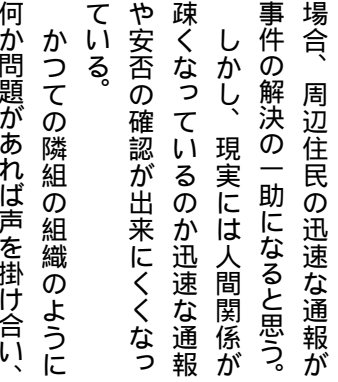 場合、周辺住民の迅速な通報が
事件の解決の一助になると思う。
しかし、現実には人間関係が
疎くなっているのか迅速な通報
や安否の確認が出来にくくなっ
ている。
かつての隣組の組織のように
何か問題があれば声を掛け合い、